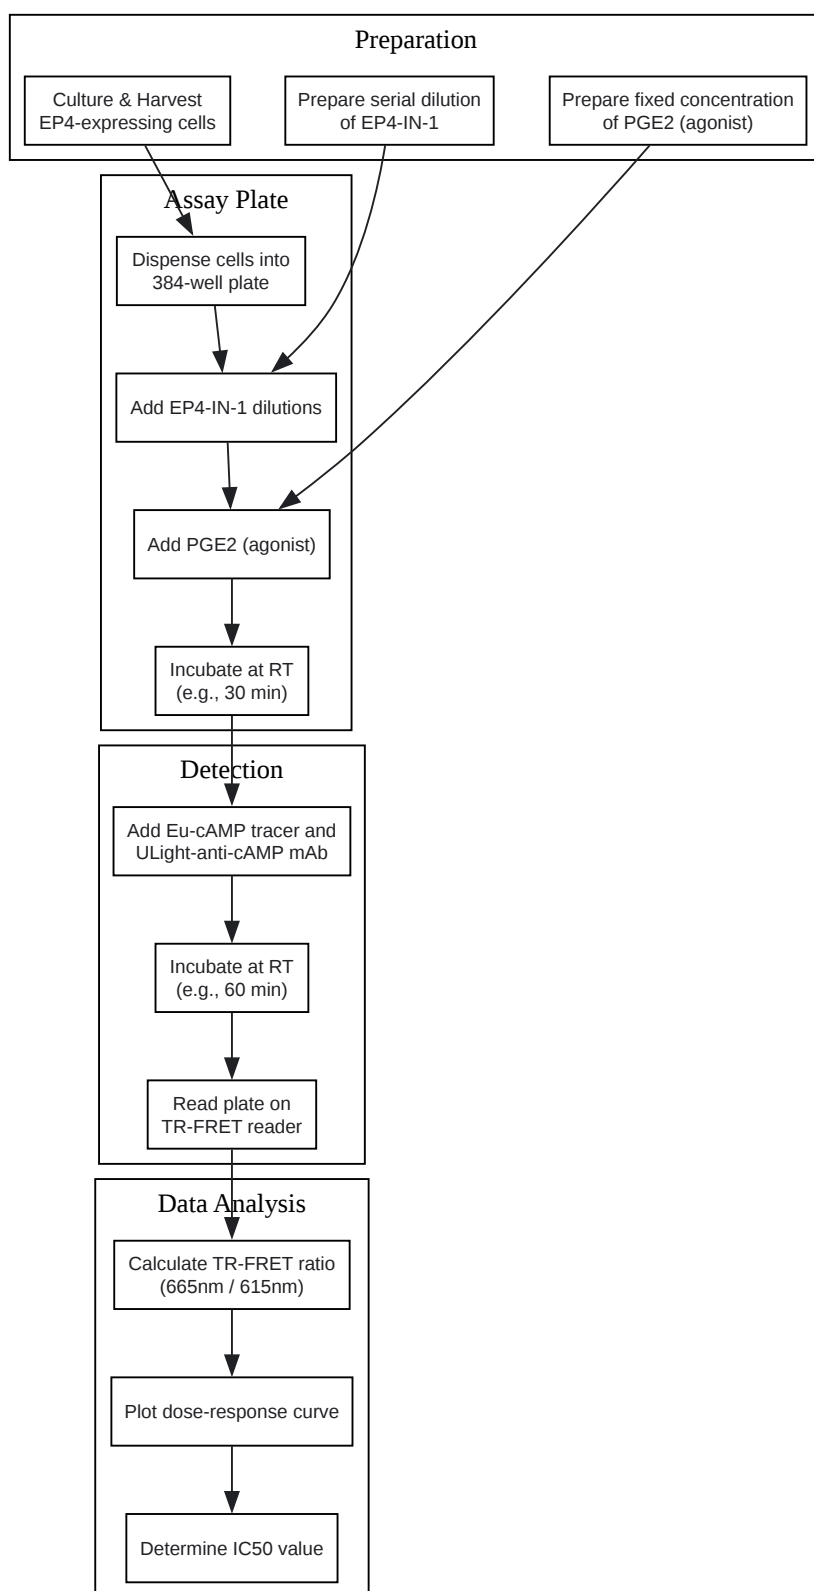 Preparation
Culture & Harvest
EP4-expressing cells
Prepare serial dilution
of EP4-IN-1
Prepare fixed concentration
of PGE2 (agonist)
Assay Plate
Dispense cells into
384-well plate
Add EP4-IN-1 dilutions
Add PGE2 (agonist)
Incubate at RT
(e.g., 30 min)
Detection
Add Eu-cAMP tracer and
ULight-anti-cAMP mAb
Incubate at RT
(e.g., 60 min)
Read plate on
TR-FRET reader
Data Analysis
Calculate TR-FRET ratio
(665nm / 615nm)
Plot dose-response curve
Determine IC50 value